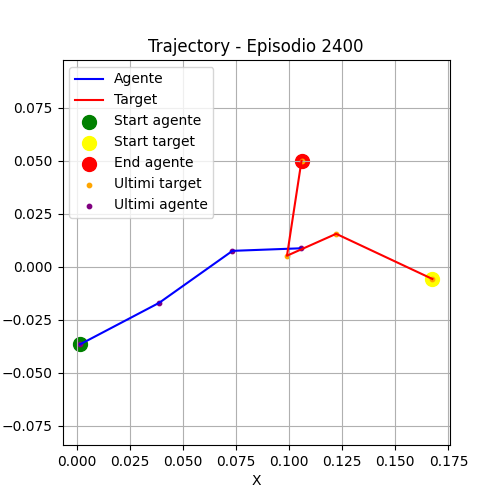 Trajectory - Episodio 2400
Agente
Target
Start agente
Start target
End agente
Ultimi target
Ultimi agente
0.075
0.050
0.025
0.000
−0.025
−0.050
−0.075
0.000 0.025 0.050 0.075 0.100 0.125 0.150 0.175
X